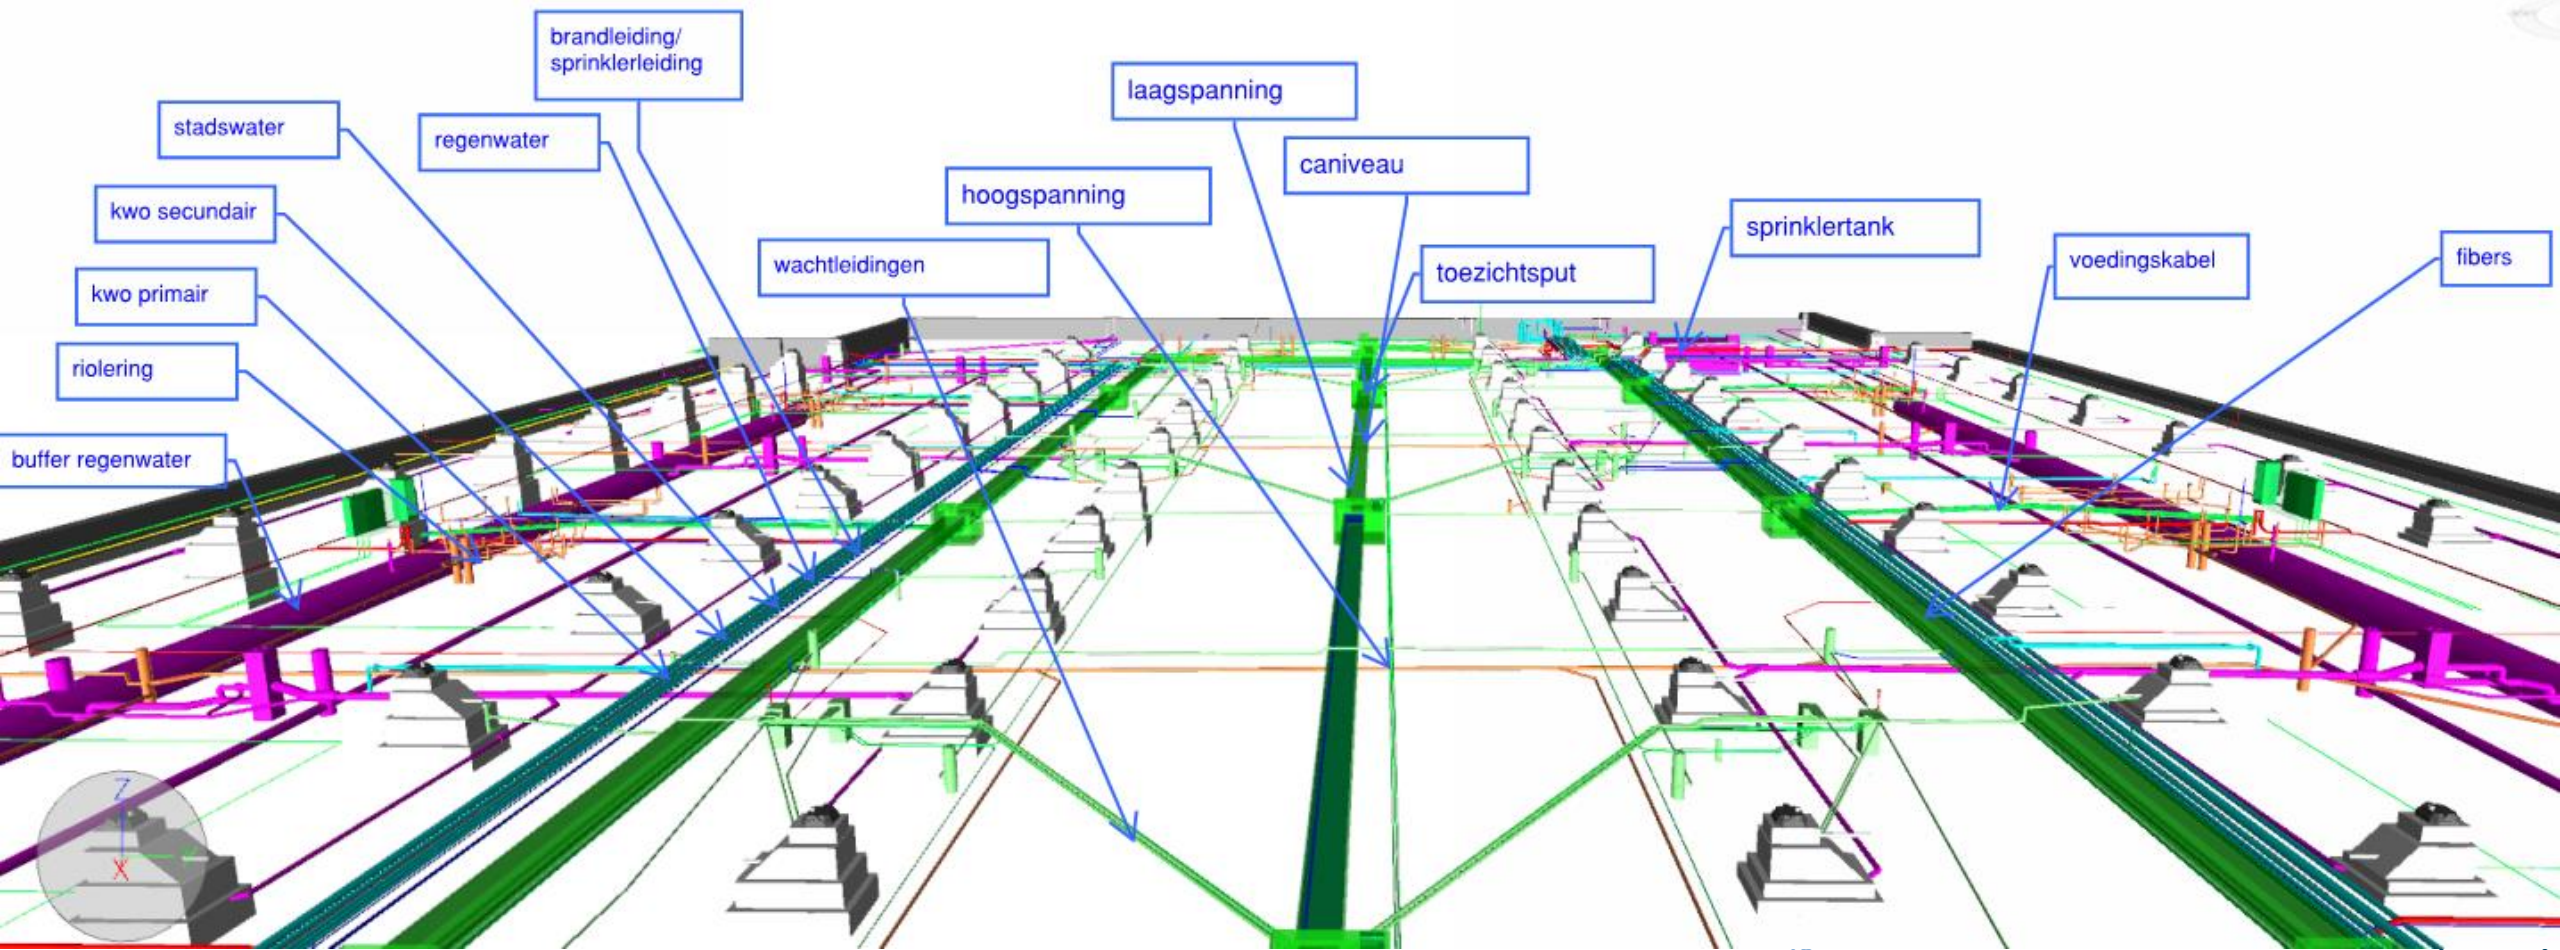 brandleiding/
sprinklerleiding
laagspanning
stadswater
regenwater
caniveau
hoogspanning
kwo secundair
sprinklertank
wachtleidingen
toezichtsput
voedingskabel
fibers
kwo primair
riolering
buffer regenwater
Z
X